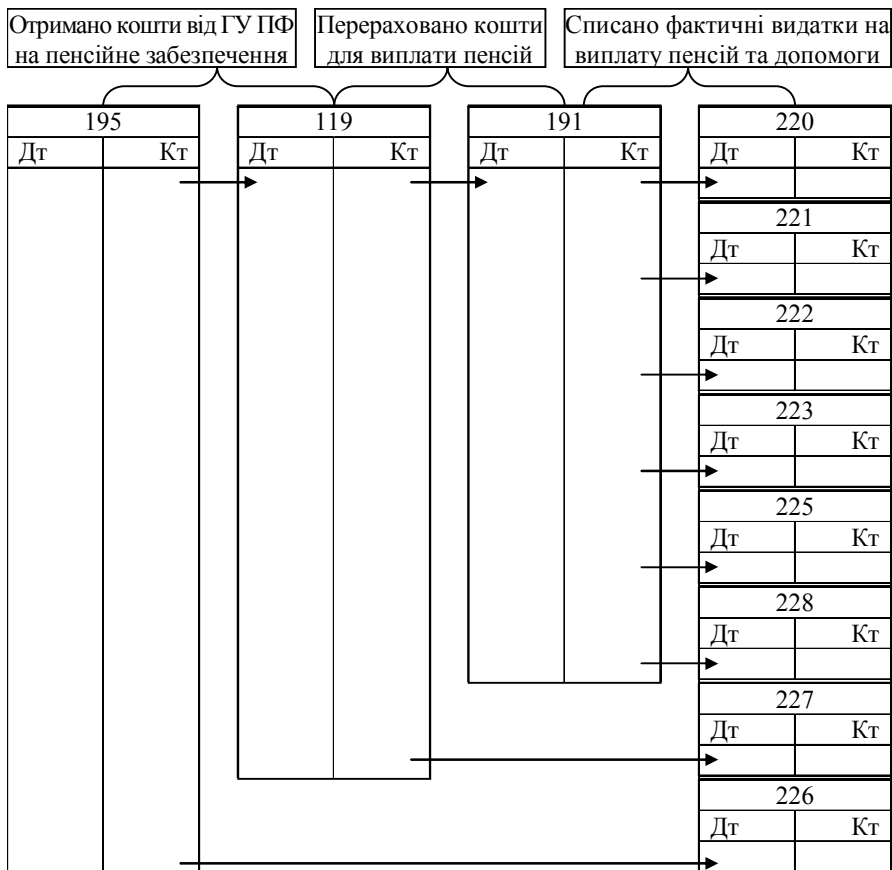 Отримано кошти від ГУ ПФ
на пенсійне забезпечення
Перераховано кошти
для виплати пенсій
Списано фактичні видатки на
виплату пенсій та допомоги
195 119 191 220
Дт Кт Дт Кт Дт Кт Дт Кт
221
Дт Кт
222
Дт Кт
223
Дт Кт
225
Дт Кт
228
Дт Кт
227
Дт Кт
226
Дт Кт